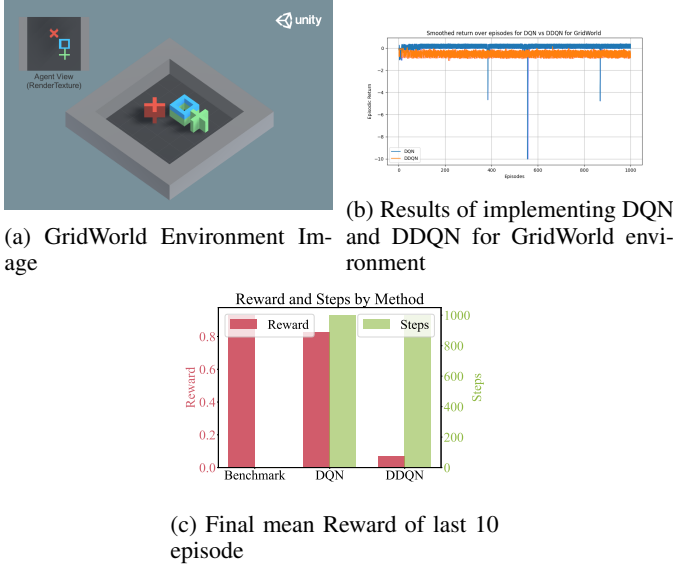 unity
Agent View
(RenderTexture)
(a) GridWorld Environment Im-
age
Smoothed return over episodes for DQN vs DDQN for GridWorld
Episodic Return
0
−2
−4
−6
−8
−10
DQN
DDQN
0
200
400
600
800
1000
Episodes
(b) Results of implementing DQN
and DDQN for GridWorld envi-
ronment
Reward and Steps by Method
Reward
Steps
Reward
0.8
0.6
0.4
0.2
0.0
1000
800
600
400
200
0
Steps
Benchmark
DQN
DDQN
(c) Final mean Reward of last 10
episode